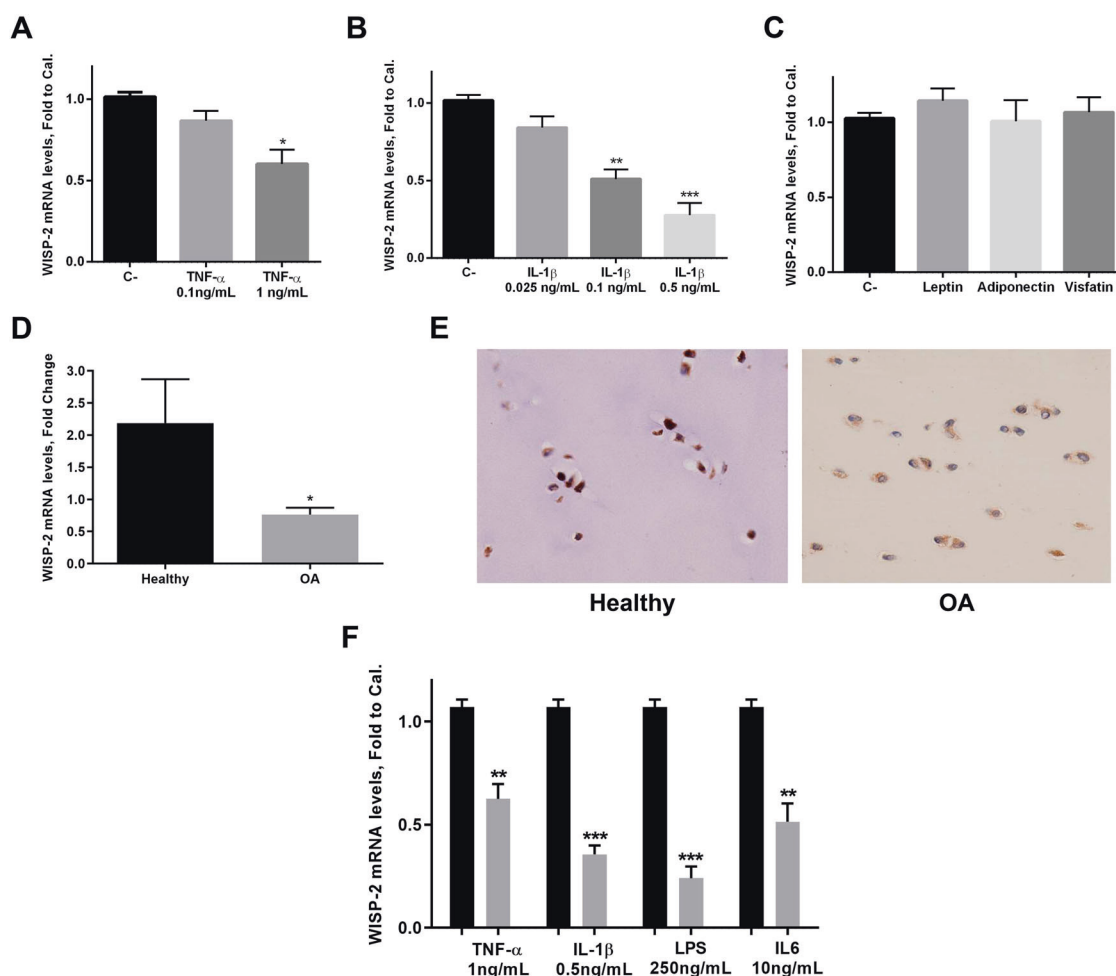 A
WISP-2 mRNA levels, Fold to Cal.
1.0
0.5
0.0
*
C-
TNF-α
0.1ng/mL
TNF-α
1 ng/mL
B
WISP-2 mRNA levels, Fold to Cal.
1.0
0.5
0.0
**
***
C-
IL-1β
0.025 ng/mL
IL-1β
0.1 ng/mL
IL-1β
0.5 ng/mL
C
WISP-2 mRNA levels, Fold to Cal.
1.0
0.5
0.0
C-
Leptin
Adiponectin
Visfatin
D
WISP-2 mRNA levels, Fold Change
3.0
2.5
2.0
1.5
1.0
0.5
0.0
*
Healthy
OA
E
Healthy
OA
F
WISP-2 mRNA levels, Fold to Cal.
1.0
0.5
0.0
**
***
***
**
TNF-α
1ng/mL
IL-1β
0.5ng/mL
LPS
250ng/mL
IL6
10ng/mL